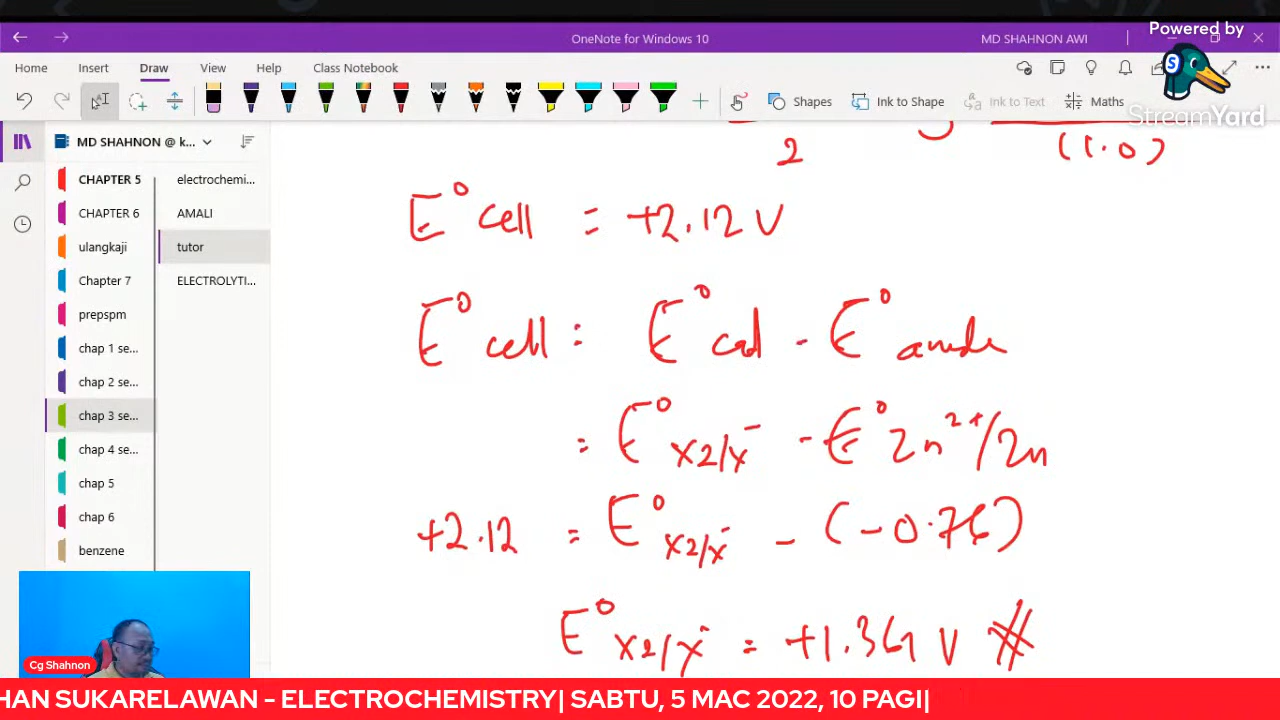 Powered by
StreamYard
OneNote for Windows 10
MD SHAHNON AWI
Home Insert Draw View Help Class Notebook
Shapes Ink to Shape Ink to Text Maths
MD SHAHNON @ k...
CHAPTER 5
CHAPTER 6
ulangkaji
Chapter 7
prepspm
chap 1 se...
chap 2 se...
chap 3 se...
chap 4 se...
chap 5
chap 6
benzene
electrochemi...
AMALI
tutor
ELECTROLYTI...
2 (1.0)
E° cell = +2.12 V
E° cell = E° cad - E° anode
= E° X2/X⁻ - E° Zn²⁺/Zn
+2.12 = E° X2/X⁻ - (-0.76)
E° X2/X⁻ = +1.36 V #
Cg Shahnon
HAN SUKARELAWAN – ELECTROCHEMISTRY| SABTU, 5 MAC 2022, 10 PAGI|